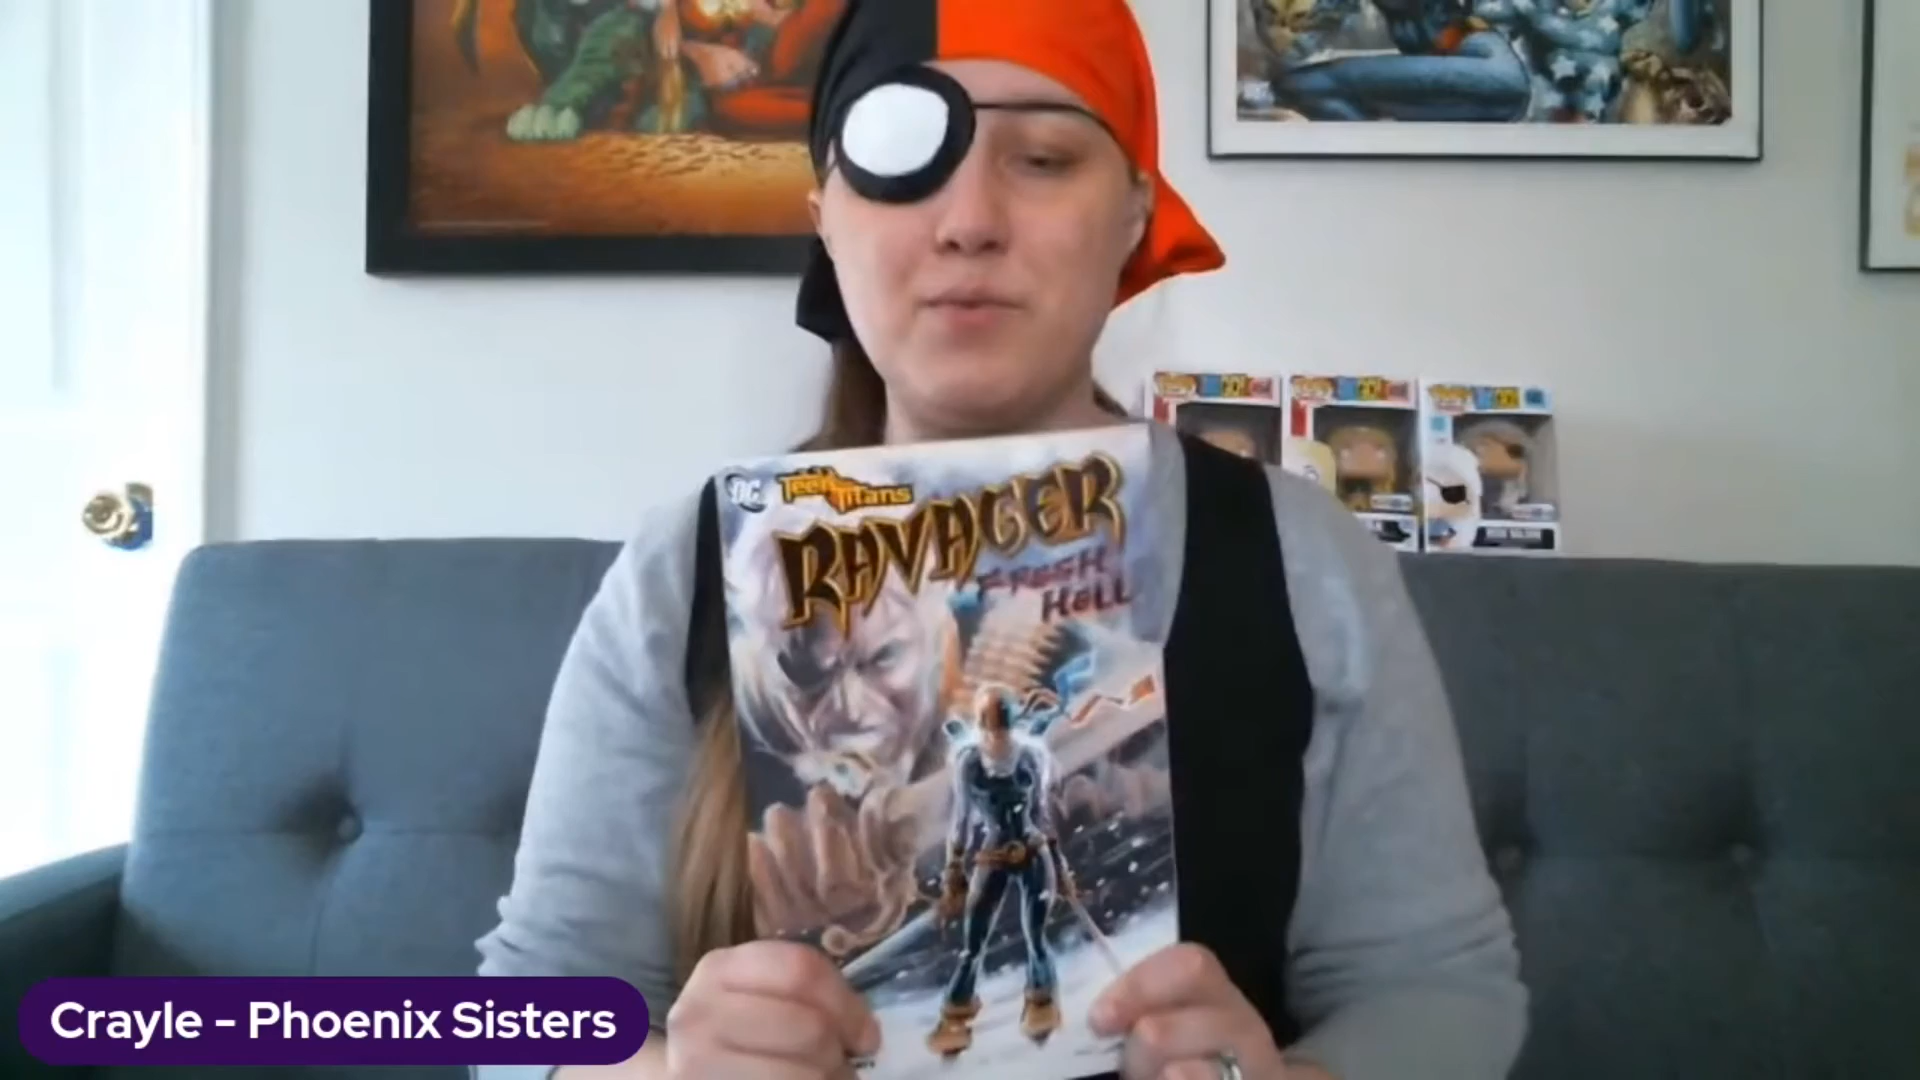 DC
Teen Titans
RAVAGER
FRESH
HELL
Crayle - Phoenix Sisters